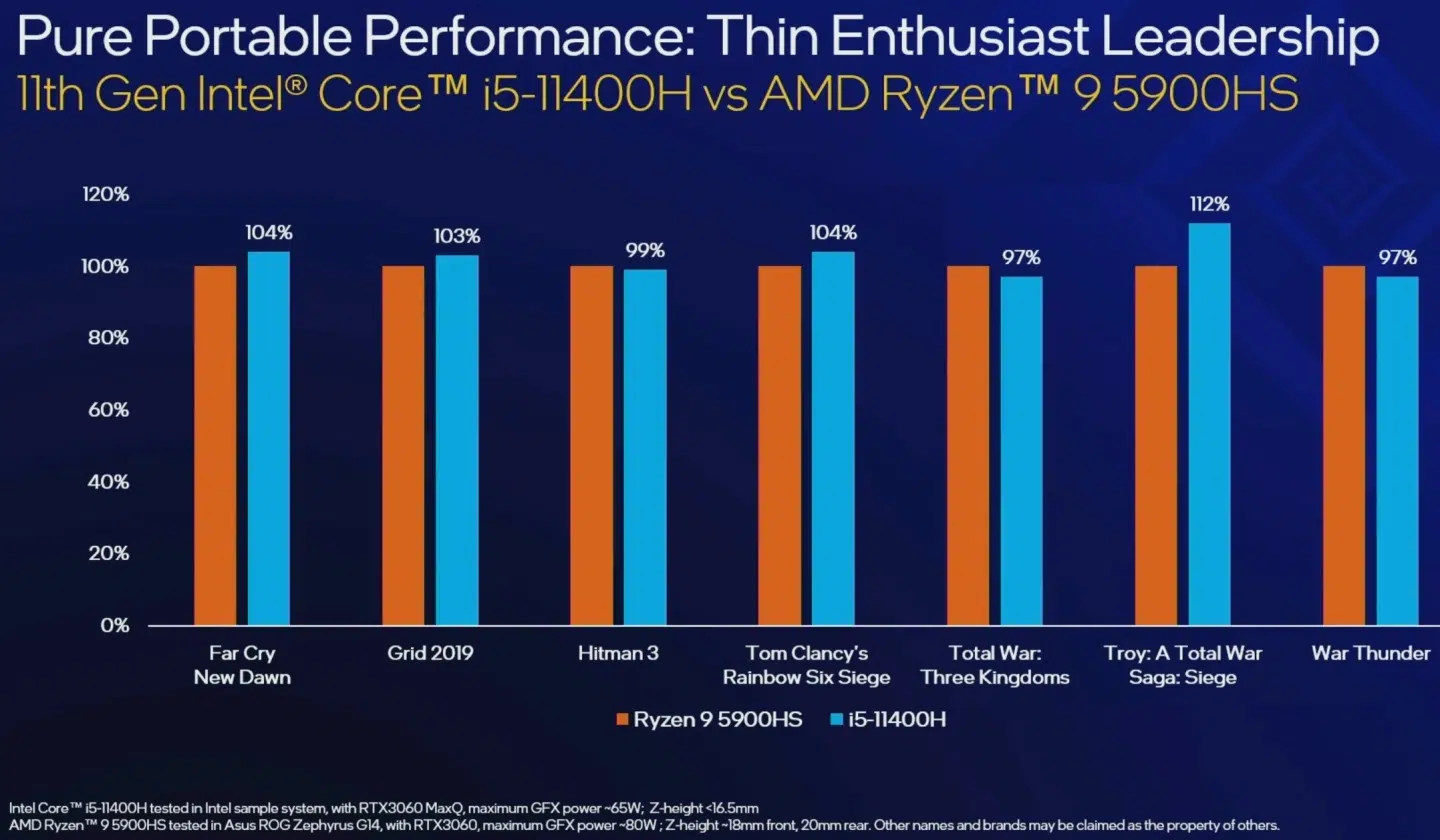 Pure Portable Performance: Thin Enthusiast Leadership
11th Gen Intel® Core™ i5-11400H vs AMD Ryzen™ 9 5900HS
120%
100%
80%
60%
40%
20%
0%
104%
103%
99%
104%
97%
112%
97%
Far Cry
New Dawn
Grid 2019
Hitman 3
Tom Clancy's
Rainbow Six Siege
Total War:
Three Kingdoms
Troy: A Total War
Saga: Siege
War Thunder
Ryzen 9 5900HS
i5-11400H
Intel Core™ i5-11400H tested in Intel sample system, with RTX3060 MaxQ, maximum GFX power ~65W; Z-height <16.5mm
AMD Ryzen™ 9 5900HS tested in Asus ROG Zephyrus G14, with RTX3060, maximum GFX power ~80W ; Z-height ~18mm front, 20mm rear. Other names and brands may be claimed as the property of others.